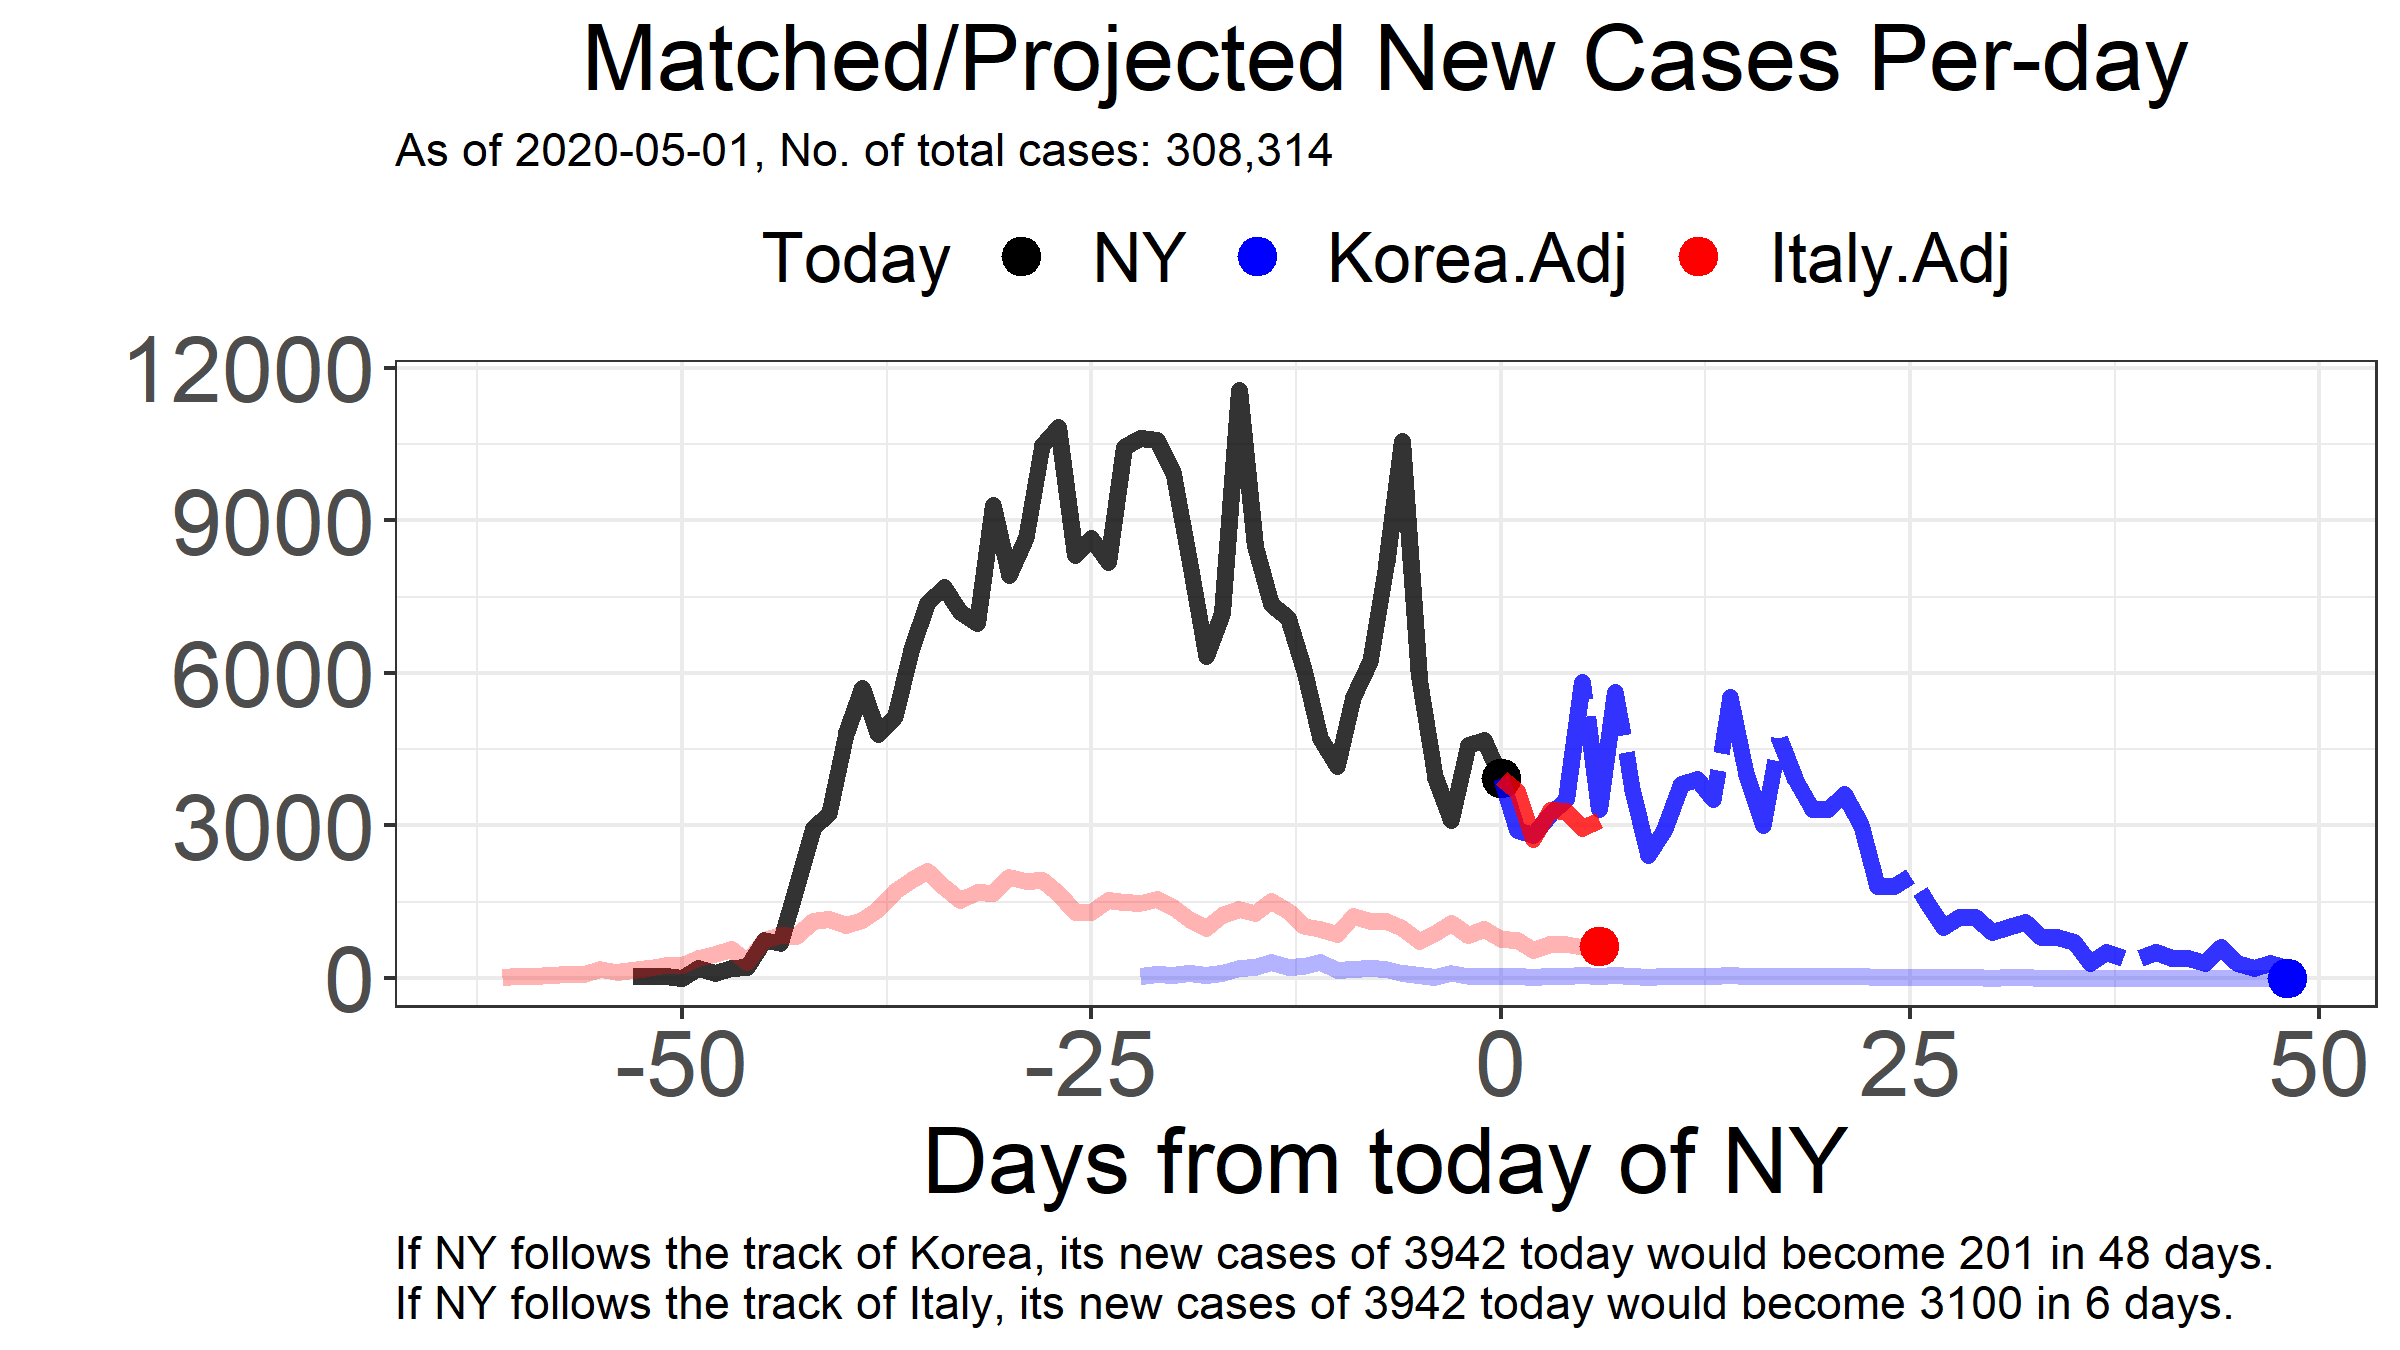 Matched/Projected New Cases Per-day
As of 2020-05-01, No. of total cases: 308,314
Today NY Korea.Adj Italy.Adj
12000
9000
6000
3000
0
-50 -25 0 25 50
Days from today of NY
If NY follows the track of Korea, its new cases of 3942 today would become 201 in 48 days.
If NY follows the track of Italy, its new cases of 3942 today would become 3100 in 6 days.